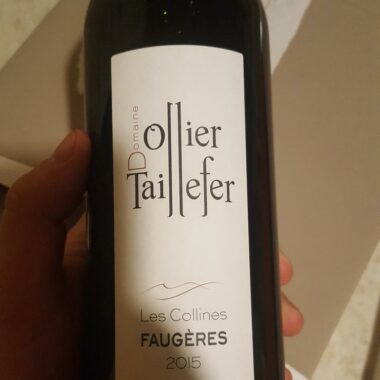 Domaine
Ollier
Taillefer
Les Collines
FAUGÈRES
2015